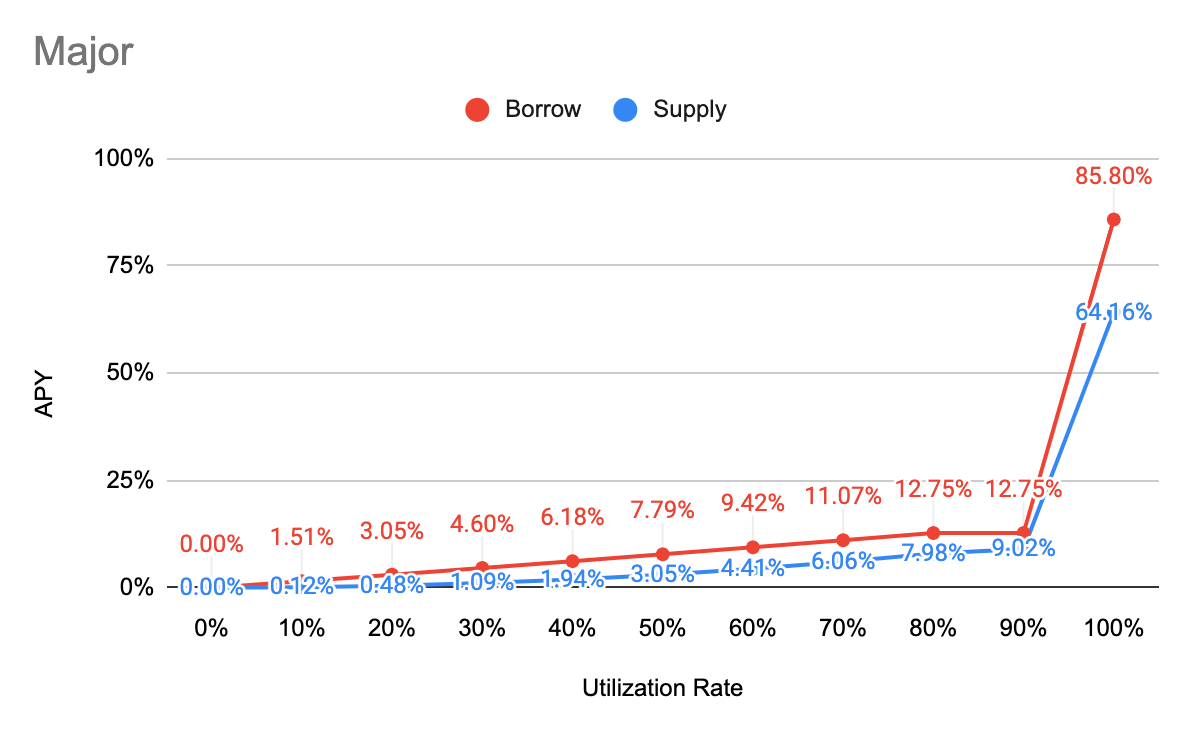 Major
Borrow Supply
100%
75%
50%
25%
0%
APY
85.80%
64.16%
0.00% 1.51% 3.05% 4.60% 6.18% 7.79% 9.42% 11.07% 12.75% 12.75%
0.00% 0.12% 0.48% 1.09% 1.94% 3.05% 4.41% 6.06% 7.98% 9.02%
0% 10% 20% 30% 40% 50% 60% 70% 80% 90% 100%
Utilization Rate